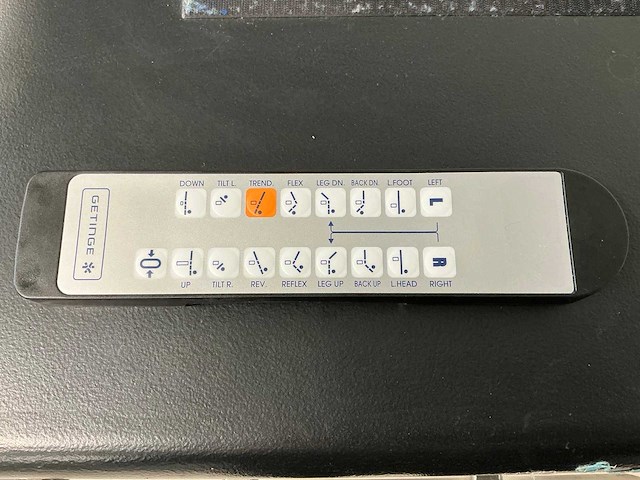 GETINGE
DOWN TILT L. TREND. FLEX LEG DN. BACK DN. L.FOOT LEFT
L
R
UP TILT R. REV. REFLEX LEG UP BACK UP L.HEAD RIGHT